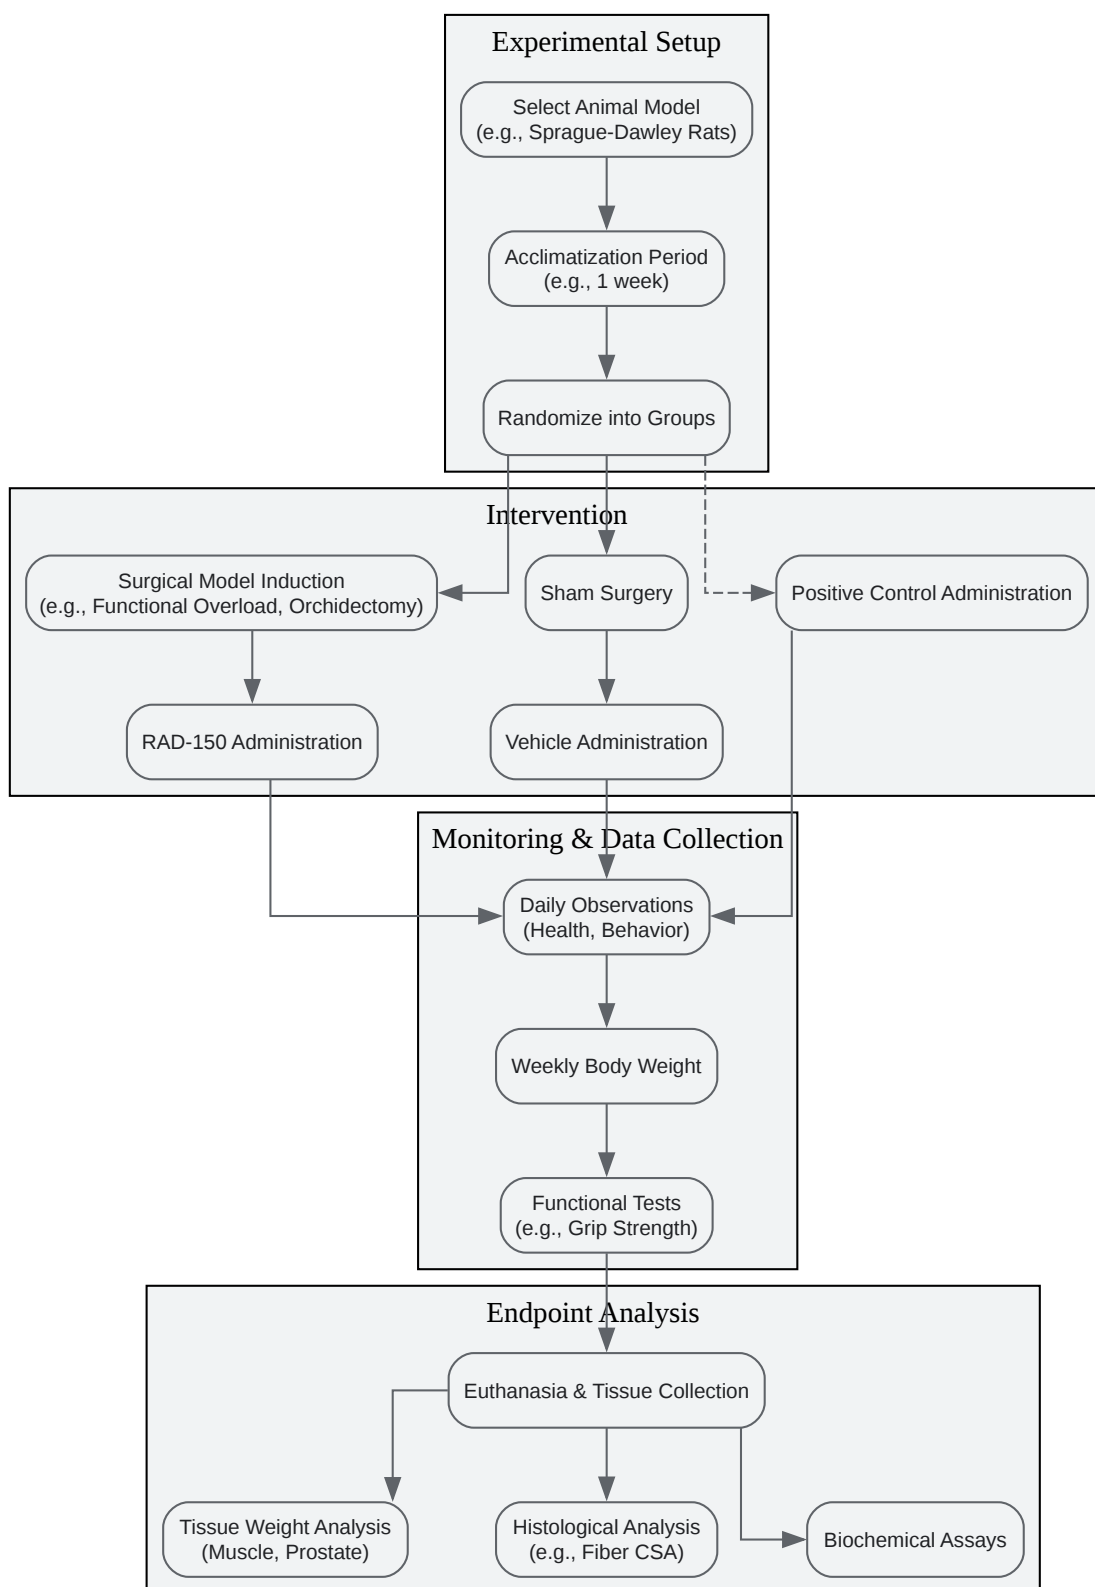 Experimental Setup
Select Animal Model
(e.g., Sprague-Dawley Rats)
Acclimatization Period
(e.g., 1 week)
Randomize into Groups
Intervention
Surgical Model Induction
(e.g., Functional Overload, Orchidectomy)
Sham Surgery
Positive Control Administration
RAD-150 Administration
Vehicle Administration
Monitoring & Data Collection
Daily Observations
(Health, Behavior)
Weekly Body Weight
Functional Tests
(e.g., Grip Strength)
Endpoint Analysis
Euthanasia & Tissue Collection
Tissue Weight Analysis
(Muscle, Prostate)
Histological Analysis
(e.g., Fiber CSA)
Biochemical Assays